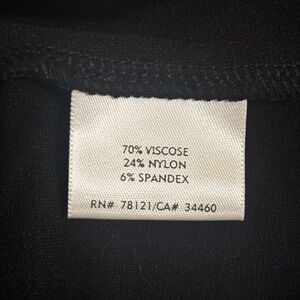 70% VISCOSE
24% NYLON
6% SPANDEX
RN# 78121/CA# 34460